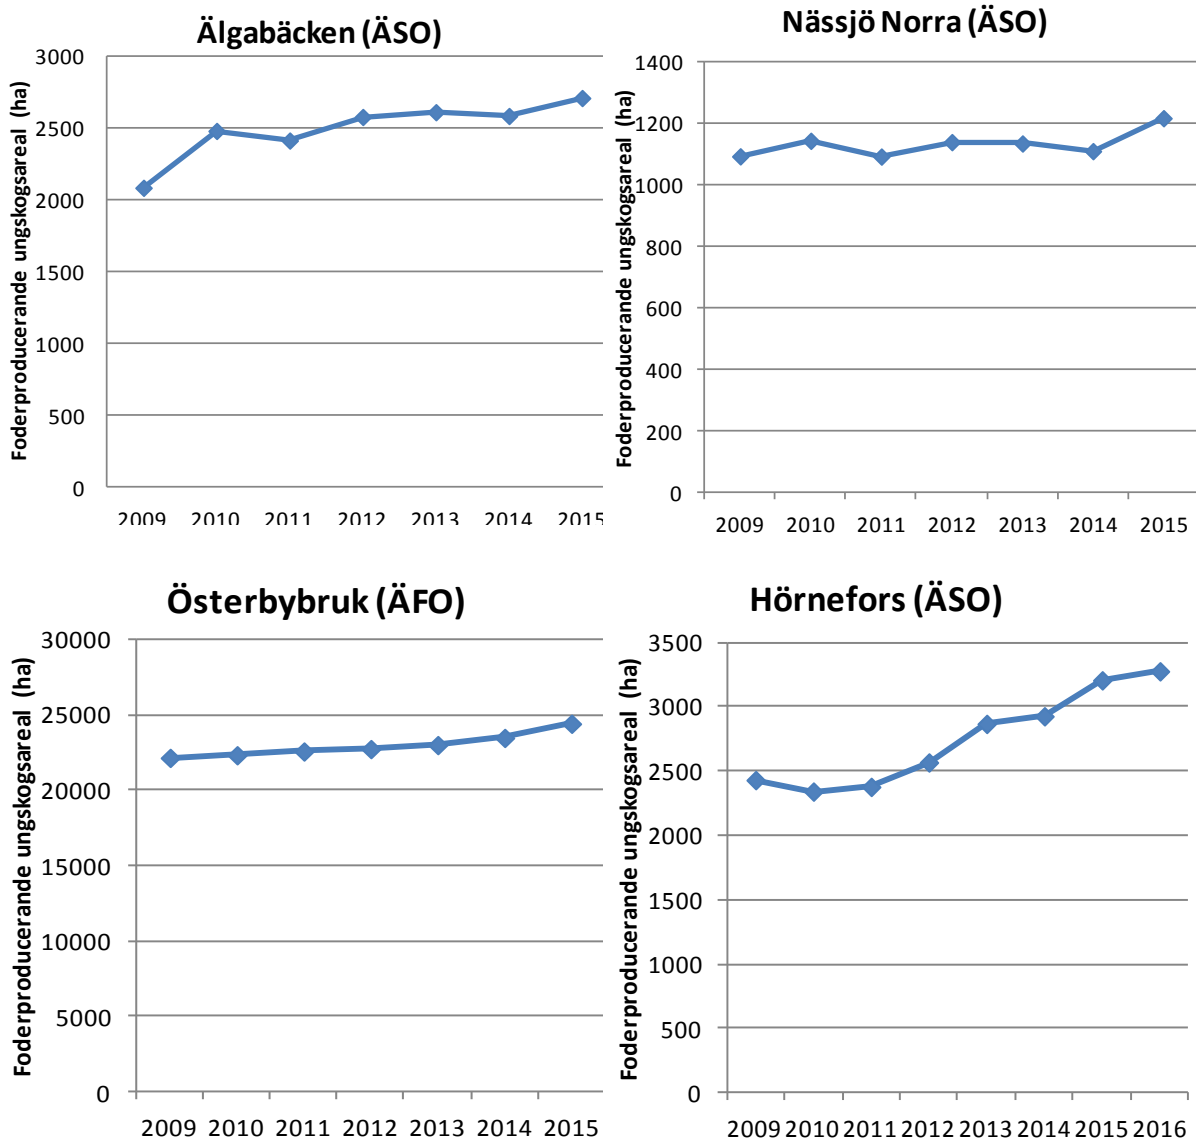 Älgabäcken (ÄSO)
Foderproducerande ungskogsareal (ha)
3000
2500
2000
1500
1000
500
0
2009 2010 2011 2012 2013 2014 2015
Nässjö Norra (ÄSO)
Foderproducerande ungskogsareal (ha)
1400
1200
1000
800
600
400
200
0
2009 2010 2011 2012 2013 2014 2015
Österbybruk (ÄFO)
Foderproducerande ungskogsareal (ha)
30000
25000
20000
15000
10000
5000
0
2009 2010 2011 2012 2013 2014 2015
Hörnefors (ÄSO)
Foderproducerande ungskogsareal (ha)
3500
3000
2500
2000
1500
1000
500
0
2009 2010 2011 2012 2013 2014 2015 2016